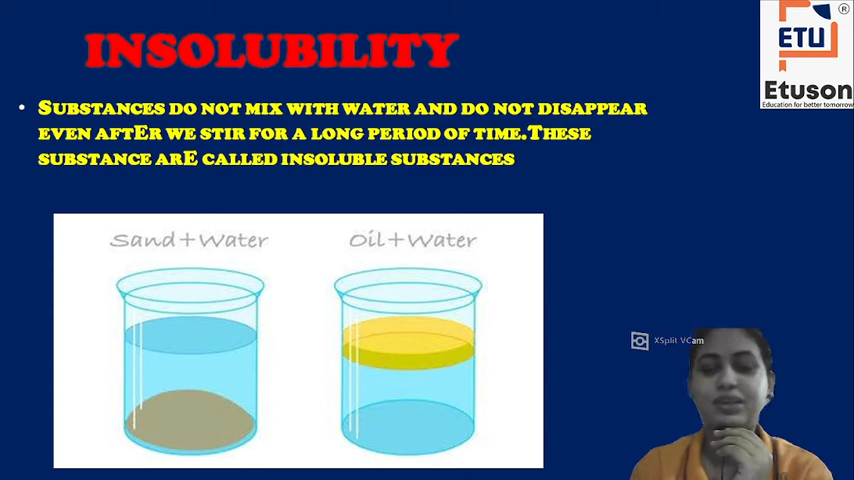 INSOLUBILITY
ETU
®
Etuson
Education for better tomorrow
• SUBSTANCES DO NOT MIX WITH WATER AND DO NOT DISAPPEAR
EVEN AFTER WE STIR FOR A LONG PERIOD OF TIME.THESE
SUBSTANCE ARE CALLED INSOLUBLE SUBSTANCES
Sand+Water
Oil+Water
XSplit VCam